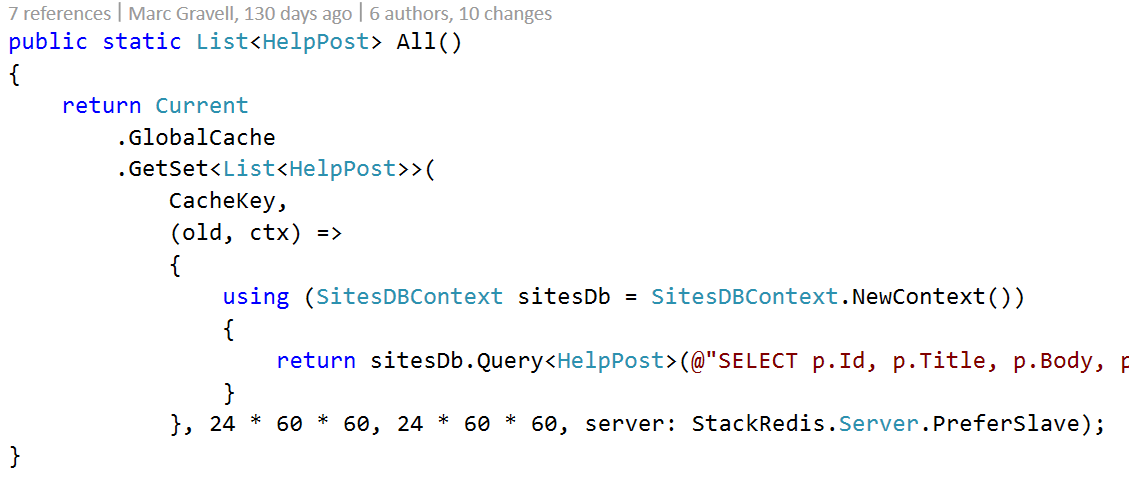 7 references | Marc Gravell, 130 days ago | 6 authors, 10 changes
public static List<HelpPost> All()
{
    return Current
        .GlobalCache
        .GetSet<List<HelpPost>>(
            CacheKey,
            (old, ctx) =>
            {
                using (SitesDBContext sitesDb = SitesDBContext.NewContext())
                {
                    return sitesDb.Query<HelpPost>(@"SELECT p.Id, p.Title, p.Body, p
                }
            }, 24 * 60 * 60, 24 * 60 * 60, server: StackRedis.Server.PreferSlave);
}